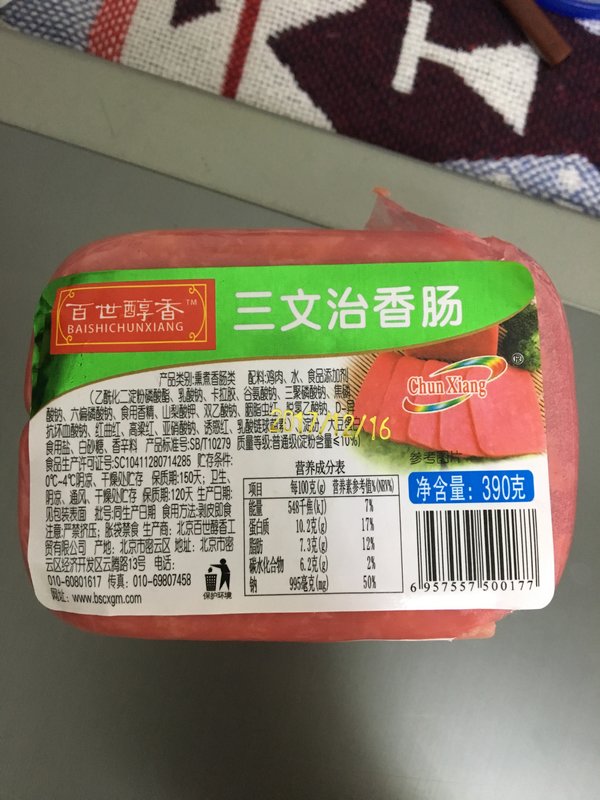 百世醇香™
BAISHICHUNXIANG
三文治香肠
Chun Xiang
产品类别:熏煮香肠类 配料:鸡肉、水、食品添加剂
(乙酰化二淀粉磷酸酯、乳酸钠、卡拉胶、
谷氨酸钠、三聚磷酸钠、焦磷
酸钠、六偏磷酸钠、食用香精、山梨酸钾、双乙酸钠、
抗坏血酸钠、红曲红、高粱红、亚硝酸钠、诱惑红、
食用盐、白砂糖、香辛料 产品标准号:SB/T10279
质量等级:普通级(淀粉含量≤10%)
2017/ /16
食品生产许可证号:SC10411280714285 贮存条件:
0℃-4℃阴凉、干燥处贮存 保质期:150天;卫生、
阴凉、通风、干燥处贮存 保质期:120天 生产日期:
见包装表面 批号:同生产日期 食用方法:剥皮即食
注意:严禁挤压;胀袋禁食 生产商:北京百世醇香工
贸有限公司 产地:北京市密云区 地址:北京市密
云区经济开发区云腾路13号 电话:
010-60801617 传真:010-69807458
网址:www.bscxgm.com
保护环境
营养成分表
项目 每100克(g) 营养素参考值%(NRV%)
能量 548千焦(kJ) 7%
蛋白质 10.2克(g) 17%
脂肪 7.3克(g) 12%
碳水化合物 6.2克(g) 2%
钠 995毫克(mg) 50%
参考图片
净含量:390克
6 957557 500177